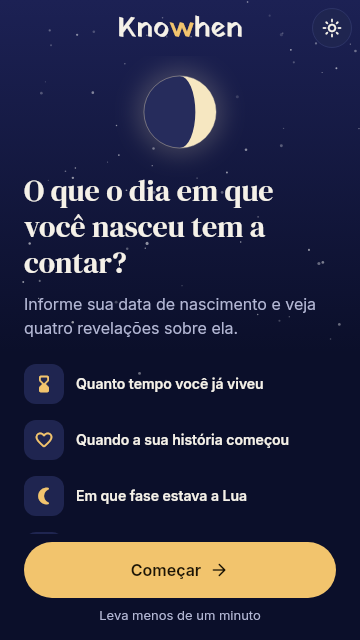 Knowhen
O que o dia em que
você nasceu tem a
contar?
Informe sua data de nascimento e veja
quatro revelações sobre ela.
Quanto tempo você já viveu
Quando a sua história começou
Em que fase estava a Lua
Começar →
Leva menos de um minuto